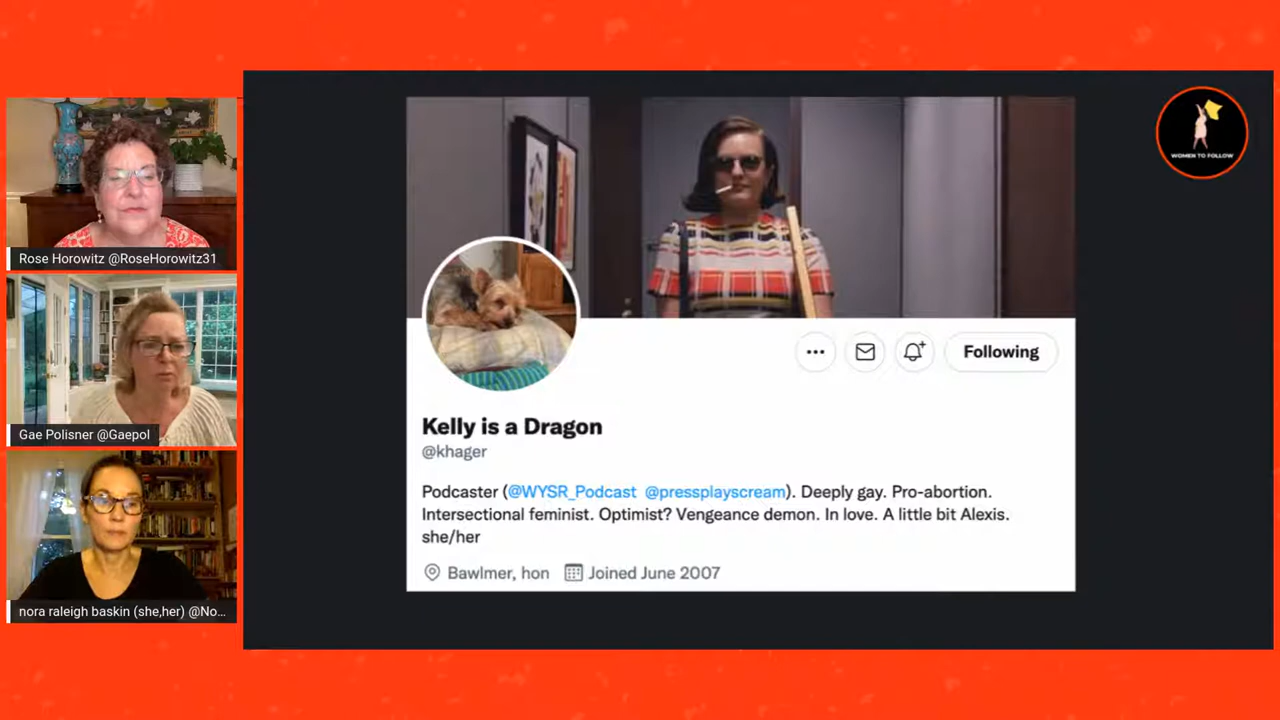 Rose Horowitz @RoseHorowitz31
Gae Polisner @Gaepol
nora raleigh baskin (she,her) @No...
WOMEN TO FOLLOW
Following
Kelly is a Dragon
@khager
Podcaster (@WYSR_Podcast @pressplayscream). Deeply gay. Pro-abortion.
Intersectional feminist. Optimist? Vengeance demon. In love. A little bit Alexis.
she/her
Bawlmer, hon Joined June 2007